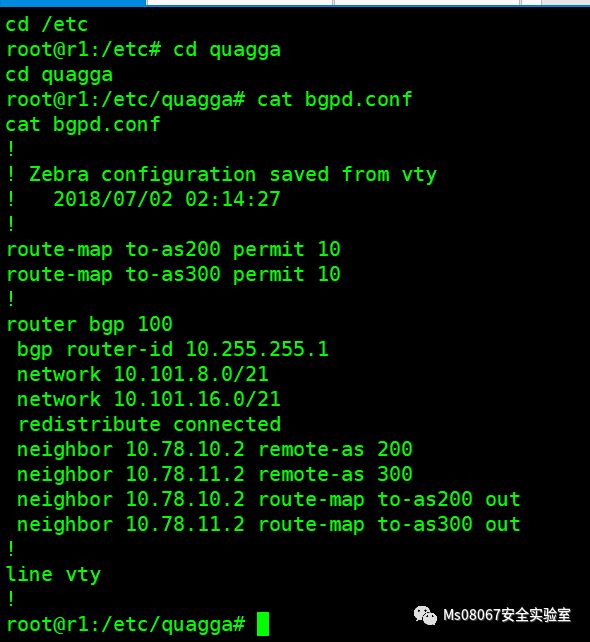 cd /etc
root@r1:/etc# cd quagga
cd quagga
root@r1:/etc/quagga# cat bgpd.conf
cat bgpd.conf
!
! Zebra configuration saved from vty
!   2018/07/02 02:14:27
!
route-map to-as200 permit 10
route-map to-as300 permit 10
!
router bgp 100
 bgp router-id 10.255.255.1
 network 10.101.8.0/21
 network 10.101.16.0/21
 redistribute connected
 neighbor 10.78.10.2 remote-as 200
 neighbor 10.78.11.2 remote-as 300
 neighbor 10.78.10.2 route-map to-as200 out
 neighbor 10.78.11.2 route-map to-as300 out
!
line vty
!
root@r1:/etc/quagga#
Ms08067安全实验室